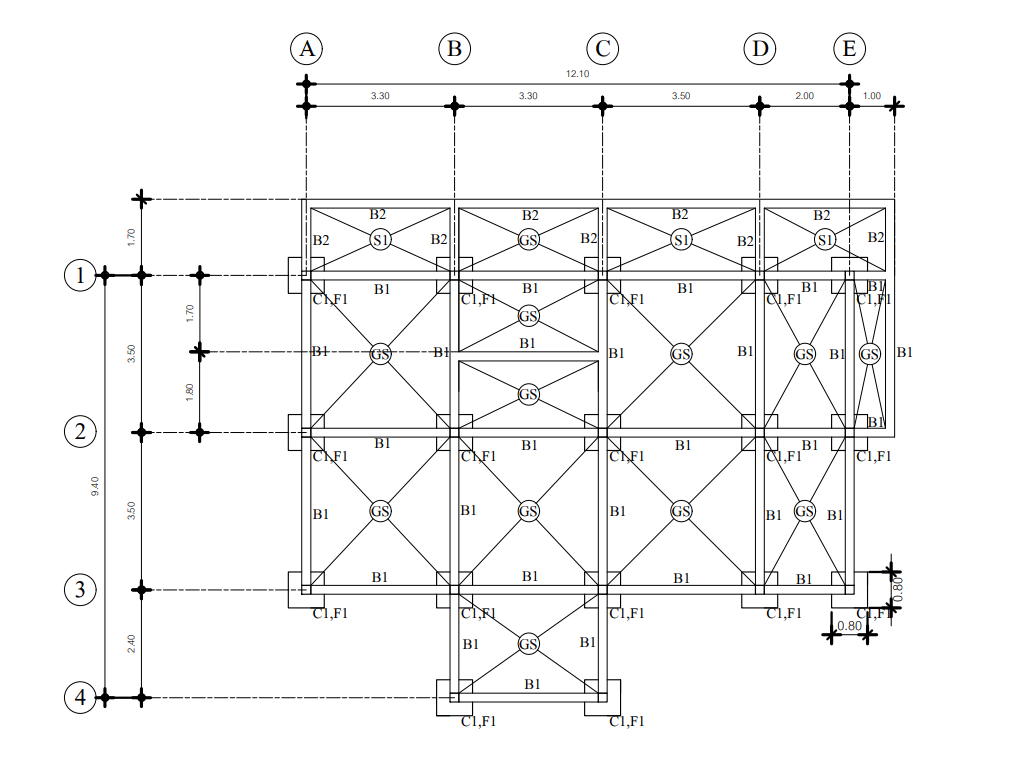 A B C D E
12.10
3.30 3.30 3.50 2.00 1.00
B2 B2 B2 B2
1.70 B2 S1 B2 GS B2 S1 B2 S1 B2
1
B1 B1 B1 B1 B1
C1,F1 C1,F1 C1,F1 C1,F1 C1,F1
1.70 GS
B1
3.50 B1 GS B1 B1 GS B1 GS B1 GS B1
1.80 GS
B1
2
B1 B1 B1 B1
C1,F1 C1,F1 C1,F1 C1,F1 C1,F1
9.40
3.50 B1 GS B1 GS B1 GS B1 GS B1
B1 B1 B1 B1
3 0.80
C1,F1 C1,F1 C1,F1 C1,F1 C1,F1
0.80
2.40 B1 GS B1
B1
4
C1,F1 C1,F1